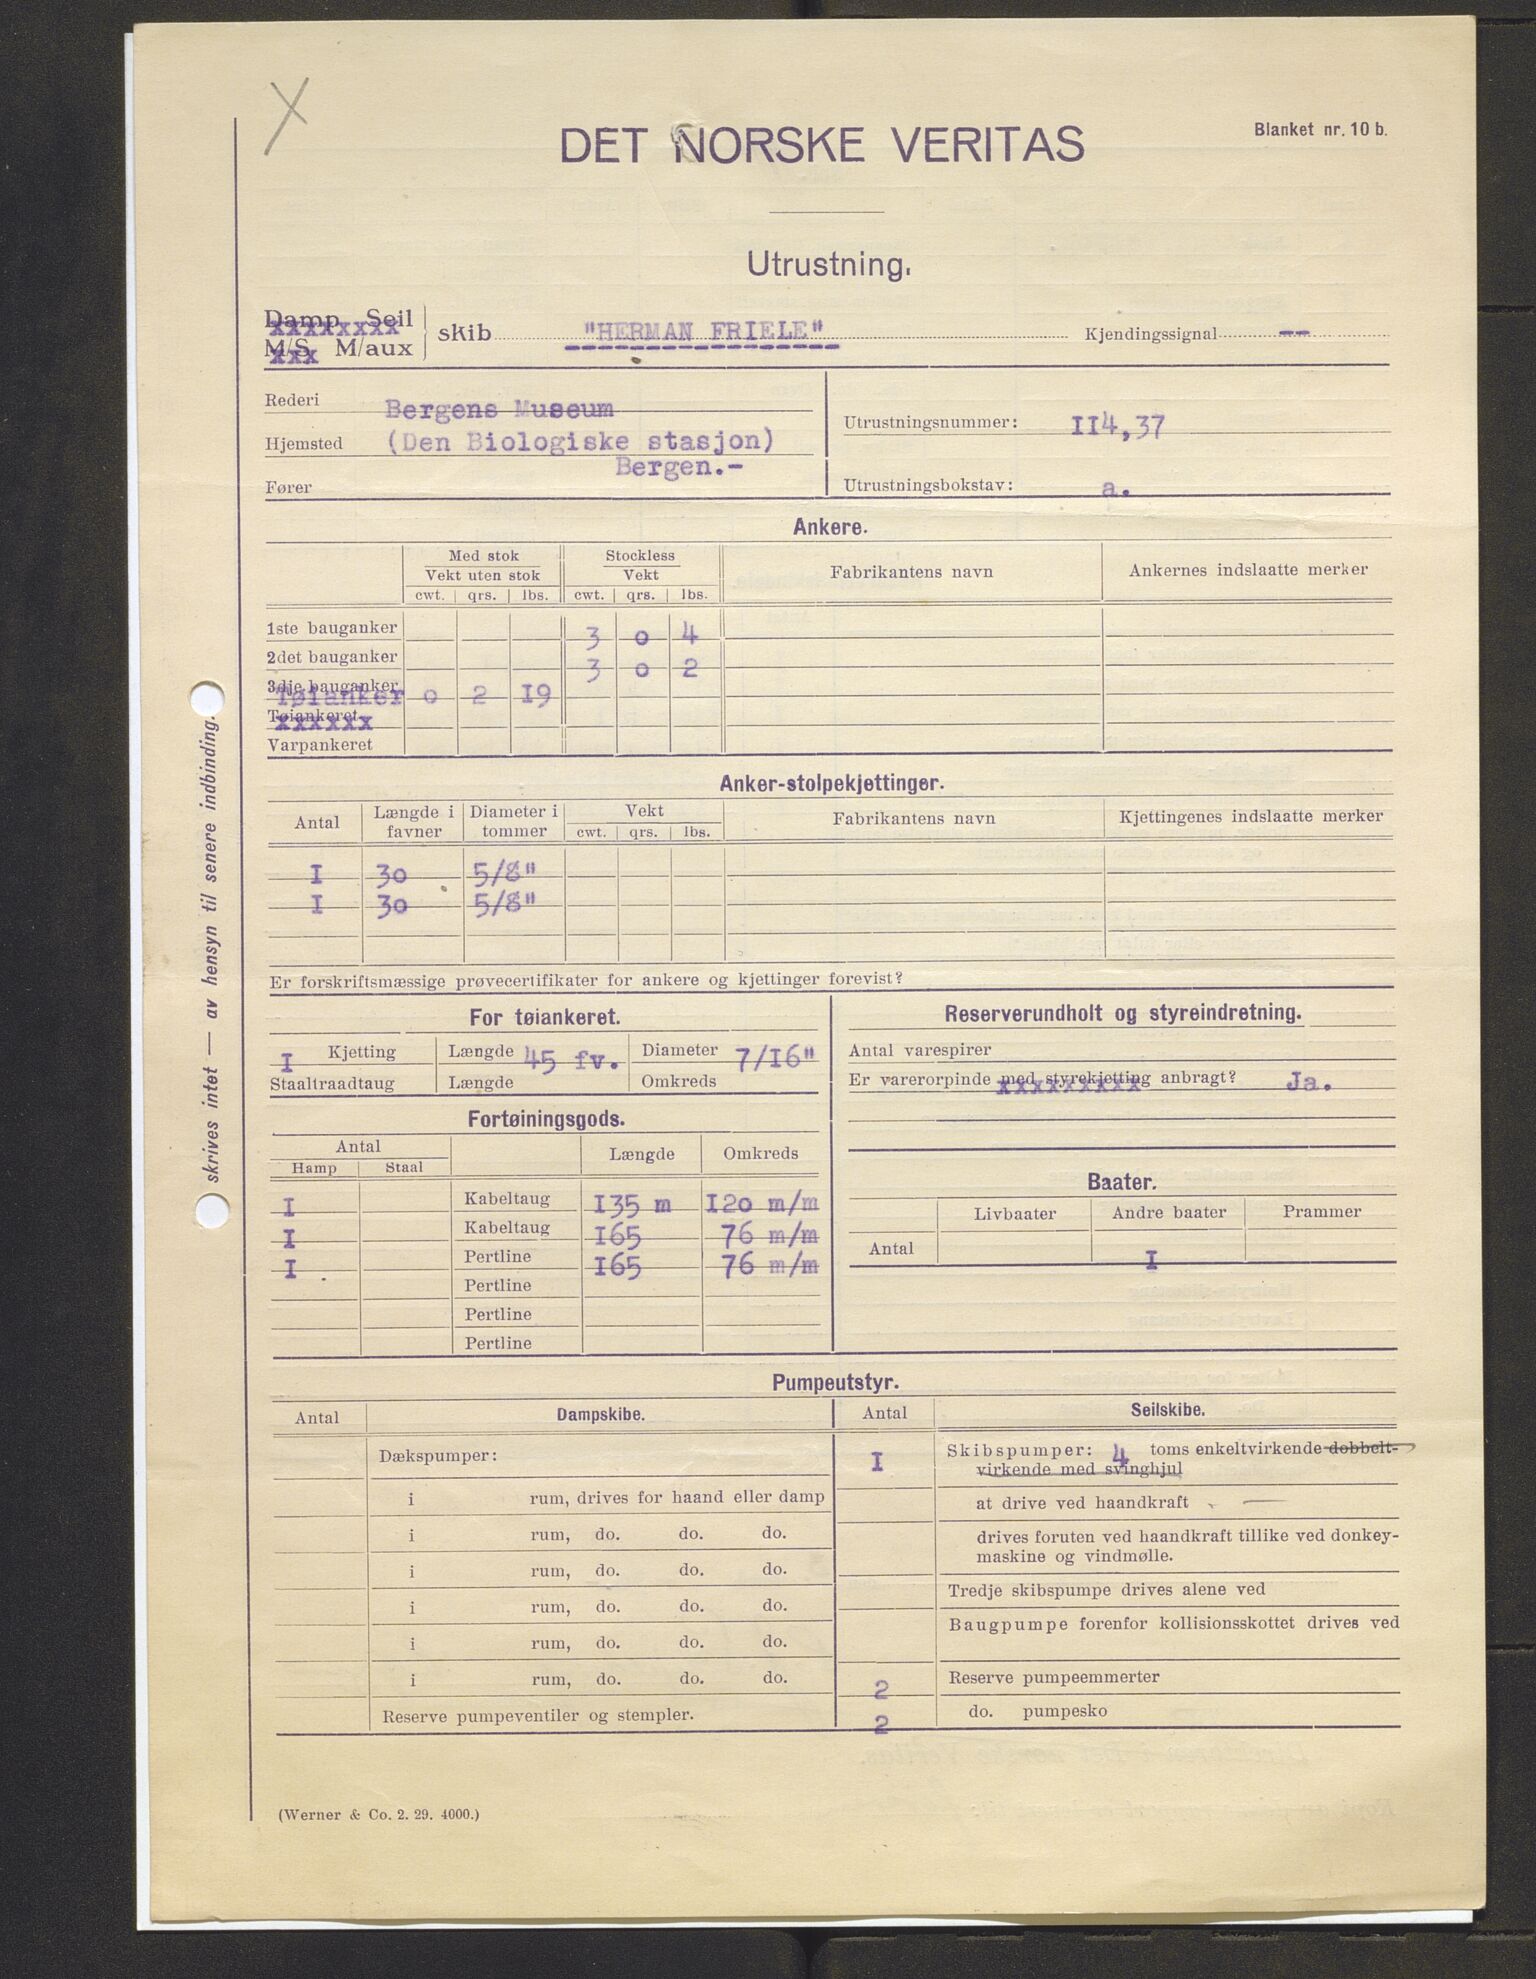 DET NORSKE VERITAS
Blanket nr. 10 b.
Utrustning.
Damp Seil
xxxxxxxx
M/S M/aux
xxx
skib "HERMAN FRIELE" Kjendingssignal --
Rederi Bergens Museum
Hjemsted (Den Biologiske stasjon)
Bergen.-
Fører
Utrustningsnummer: II4,37
Utrustningsbokstav: a.
Ankere.
Med stok Stockless
Vekt uten stok Vekt Fabrikantens navn Ankernes indslaatte merker
cwt. qrs. lbs. cwt. qrs. lbs.
1ste bauganker 3 o 4
2det bauganker 3 o 2
3dje bauganker
Tøianker o 2 I9
Tøiankeret
xxxxxx
Varpankeret
Anker-stolpekjettinger.
Antal Længde i favner Diameter i tommer Vekt Fabrikantens navn Kjettingenes indslaatte merker
cwt. qrs. lbs.
I 30 5/8"
I 30 5/8"
Er forskriftsmæssige prøvecertifikater for ankere og kjettinger forevist?
For tøiankeret.
I Kjetting Længde 45 fv. Diameter 7/I6"
Staaltraadtaug Længde Omkreds
Reserverundholt og styreindretning.
Antal varespirer
Er varerorpinde med styrekjetting anbragt? Ja.
xxxxxxxxx
Fortøiningsgods.
Antal Længde Omkreds
Hamp Staal
I Kabeltaug I35 m I2o m/m
I Kabeltaug I65 76 m/m
I Pertline I65 76 m/m
Pertline
Pertline
Pertline
Baater.
Livbaater Andre baater Prammer
Antal I
Pumpeutstyr.
Antal Dampskibe.
Dækspumper:
i rum, drives for haand eller damp
i rum, do. do. do.
i rum, do. do. do.
i rum, do. do. do.
i rum, do. do. do.
i rum, do. do. do.
Reserve pumpeventiler og stempler.
Antal Seilskibe.
I Skibspumper: 4 toms enkeltvirkende dobbelt-
virkende med svinghjul
at drive ved haandkraft
drives foruten ved haandkraft tillike ved donkey-
maskine og vindmølle.
Tredje skibspumpe drives alene ved
Baugpumpe forenfor kollisionsskottet drives ved
2 Reserve pumpeemmerter
2 do. pumpesko
(Werner & Co. 2. 29. 4000.)
skrives intet — av hensyn til senere indbinding.